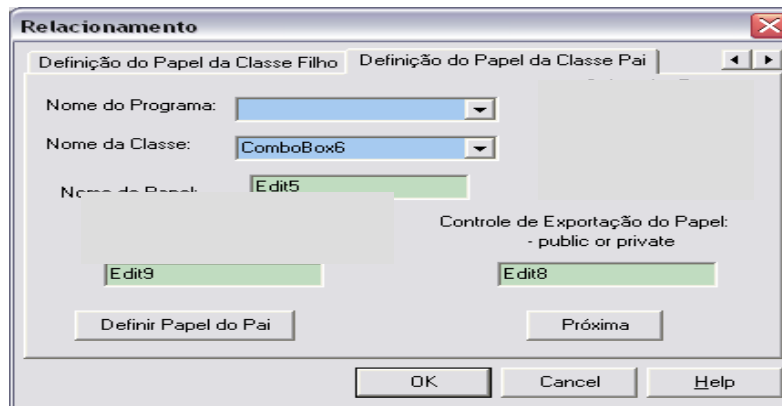 Relacionamento
Definição do Papel da Classe Filho
Definição do Papel da Classe Pai
Nome do Programa:
Nome da Classe:
ComboBox6
Edit5
Controle de Exportação do Papel:
- public or private
Edit9
Edit8
Definir Papel do Pai
Próxima
OK
Cancel
Help